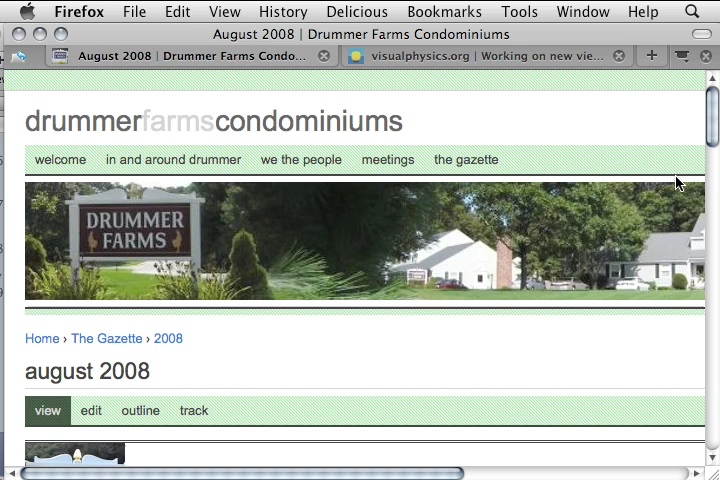 Firefox File Edit View History Delicious Bookmarks Tools Window Help
August 2008 | Drummer Farms Condominiums
August 2008 | Drummer Farms Condo... visualphysics.org | Working on new vie...
drummerfarmscondominiums
welcome in and around drummer we the people meetings the gazette
DRUMMER
FARMS
Home › The Gazette › 2008
august 2008
view edit outline track